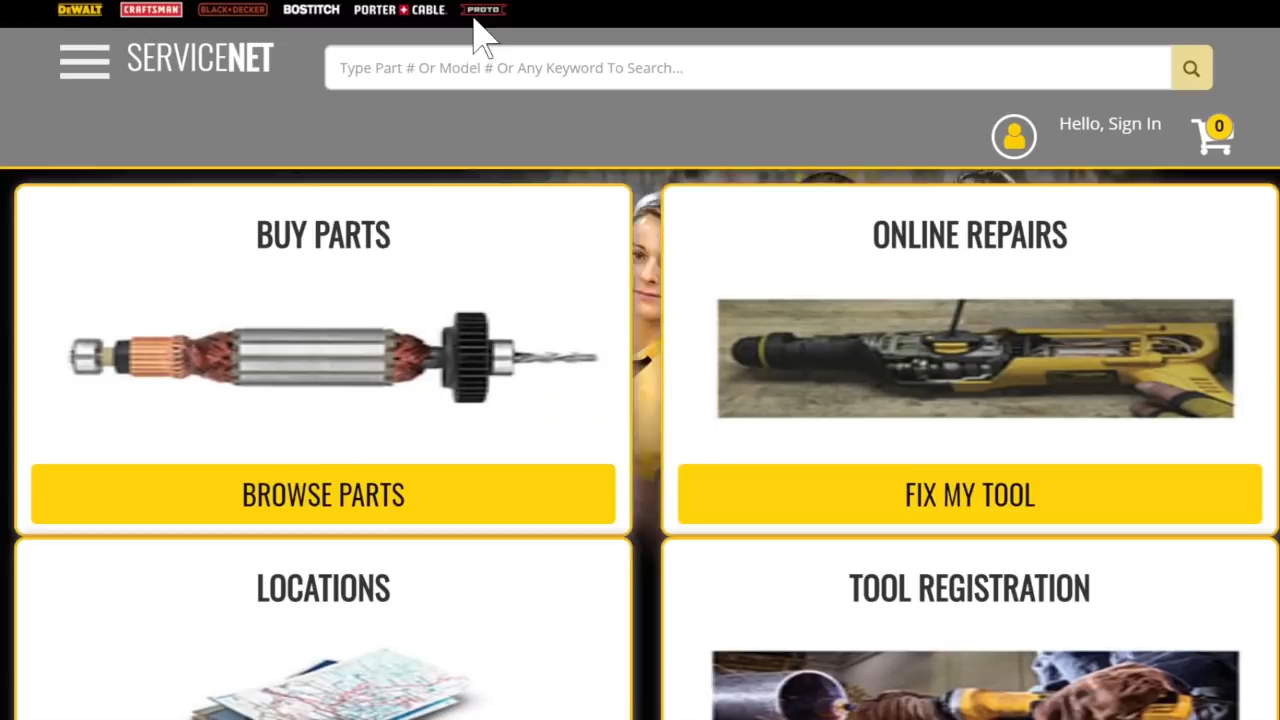 DEWALT CRAFTSMAN BLACK+DECKER BOSTITCH PORTER CABLE PROTO
SERVICENET
Type Part # Or Model # Or Any Keyword To Search...
Hello, Sign In
0
BUY PARTS
ONLINE REPAIRS
BROWSE PARTS
FIX MY TOOL
LOCATIONS
TOOL REGISTRATION